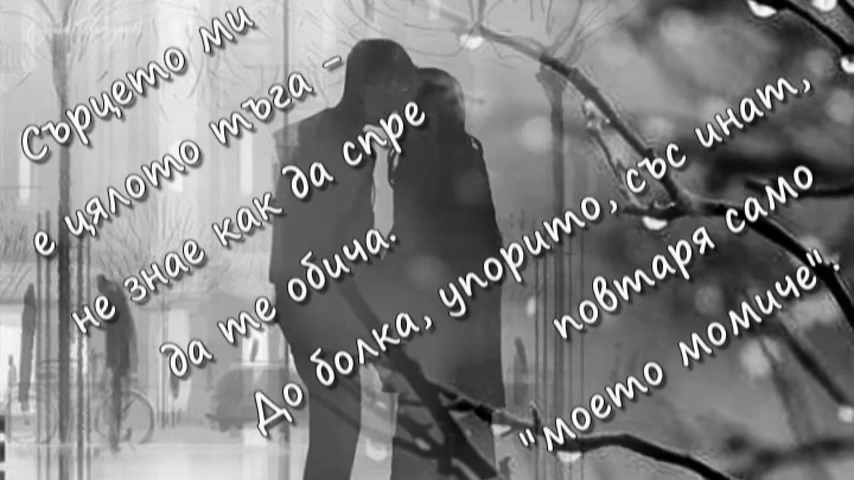 Сърцето ми
е цялото тъга -
не знае как да спре
да те обича.
До болка, упорито, със инат,
повтаря само
"моето момиче".